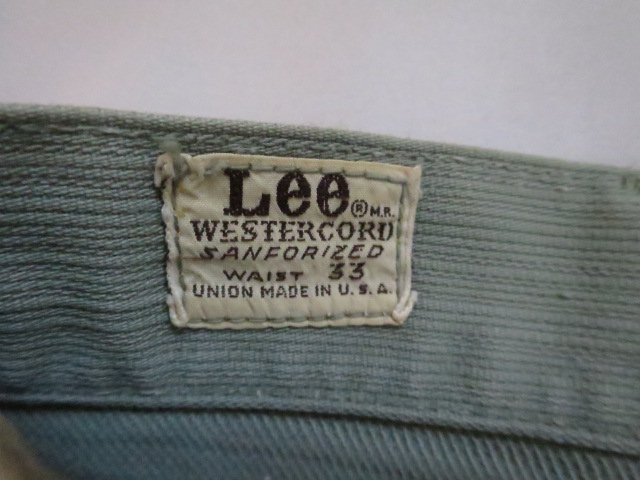 Lee ® M.R.
WESTERCORD
SANFORIZED
WAIST 33
UNION MADE IN U.S.A.